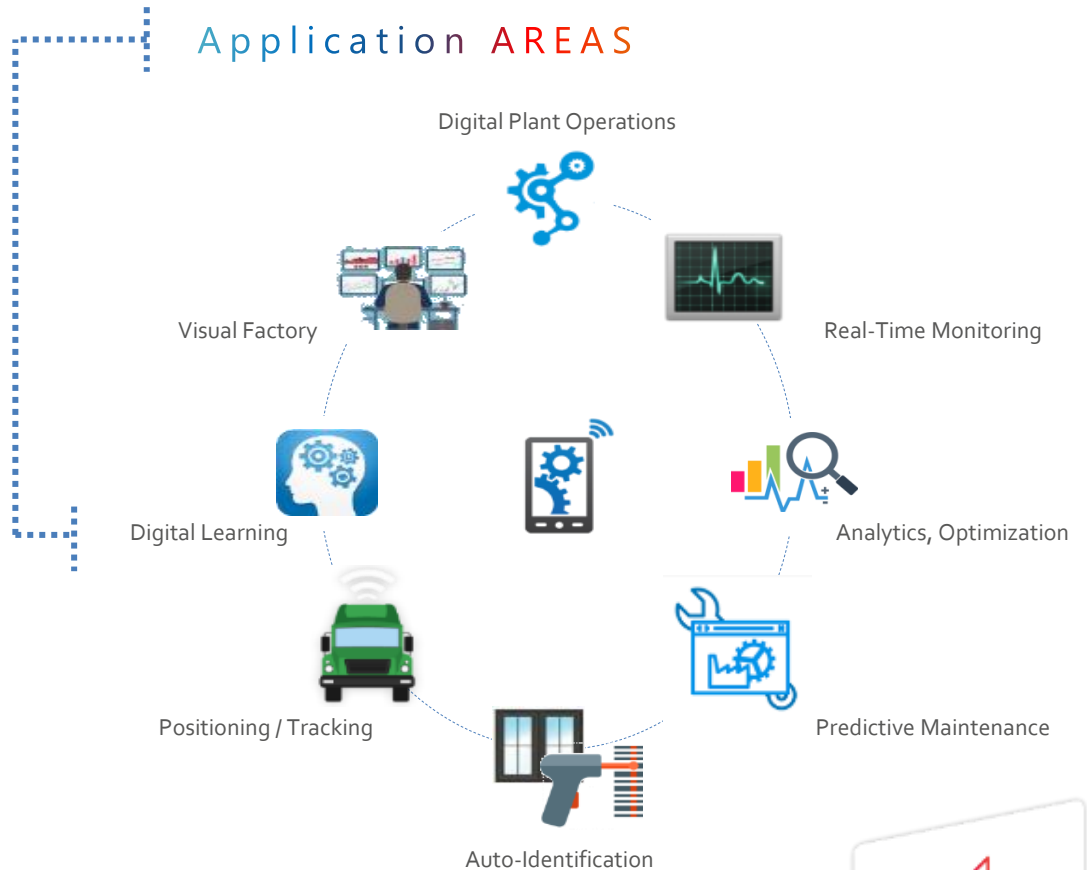 Application AREAS
Digital Plant Operations
Visual Factory
Real-Time Monitoring
Digital Learning
Analytics, Optimization
Positioning / Tracking
Predictive Maintenance
Auto-Identification